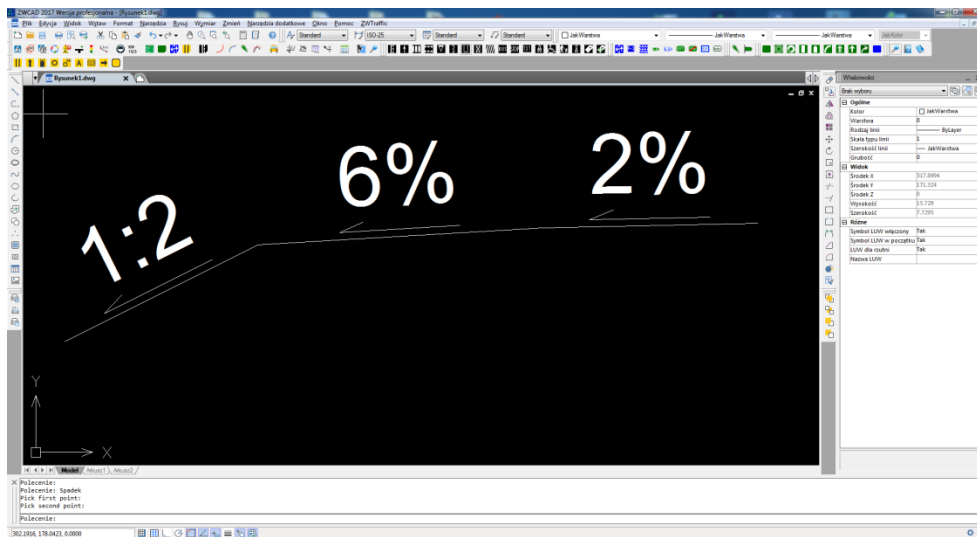 ZWCAD 2017 Wersja profesjonalna - [Rysunek1.dwg]
Plik Edycja Widok Wstaw Format Narzędzia Rysuj Wymiar Zmień Narzędzia dodatkowe Okno Pomoc ZWTraffic
Standard ISO-25 Standard Standard JakWarstwa JakWarstwa JakWarstwa JakKolor
Rysunek1.dwg
1:2
6%
2%
Y
X
Model Arkusz1 Arkusz2
Polecenie:
Polecenie: Spadek
Pick first point:
Pick second point:
Polecenie:
302.1916, 178.0423, 0.0000
Właściwości
Brak wyboru
Ogólne
Kolor JakWarstwa
Warstwa 0
Rodzaj linii ByLayer
Skala typu linii 1
Szerokość linii JakWarstwa
Grubość 0
Widok
Środek X 317.8994
Środek Y 171.324
Środek Z 0
Wysokość 15.729
Szerokość 7.7295
Różne
Symbol LUW włączony Tak
Symbol LUW w początku Tak
LUW dla rzutni Tak
Nazwa LUW